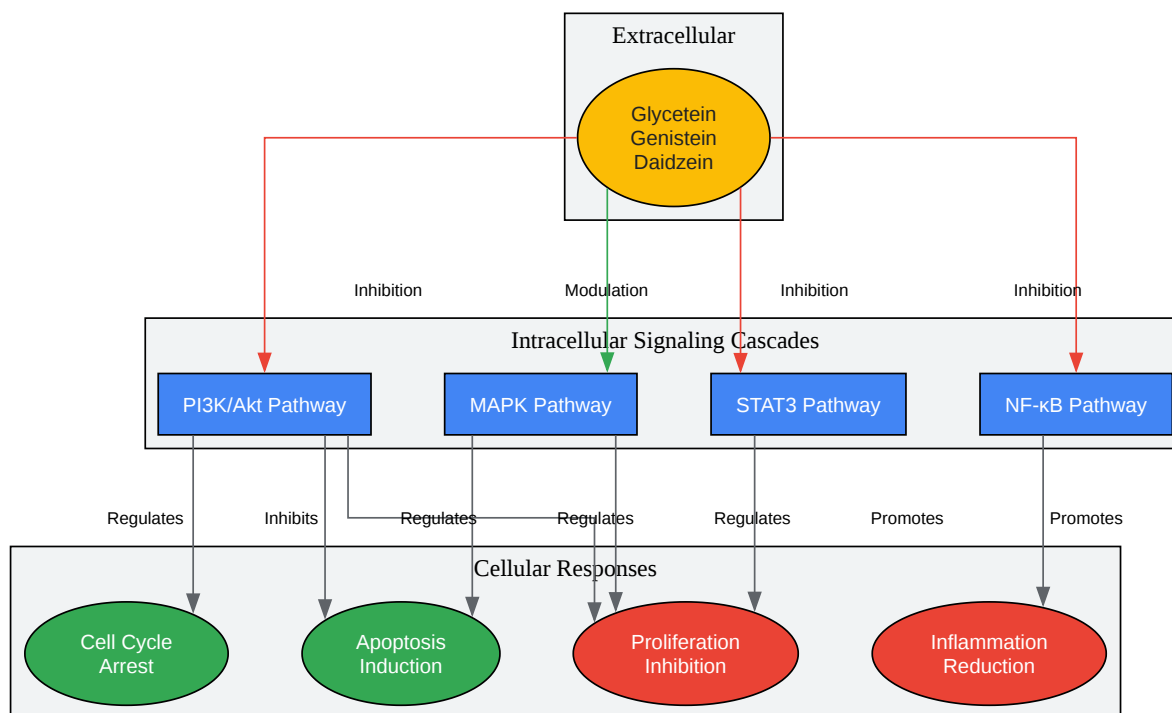 Extracellular
Glycetein
Genistein
Daidzein
Inhibition
Modulation
Inhibition
Inhibition
Intracellular Signaling Cascades
PI3K/Akt Pathway
MAPK Pathway
STAT3 Pathway
NF-κB Pathway
Regulates
Inhibits
Regulates
Regulates
Regulates
Promotes
Promotes
Cellular Responses
Cell Cycle
Arrest
Apoptosis
Induction
Proliferation
Inhibition
Inflammation
Reduction